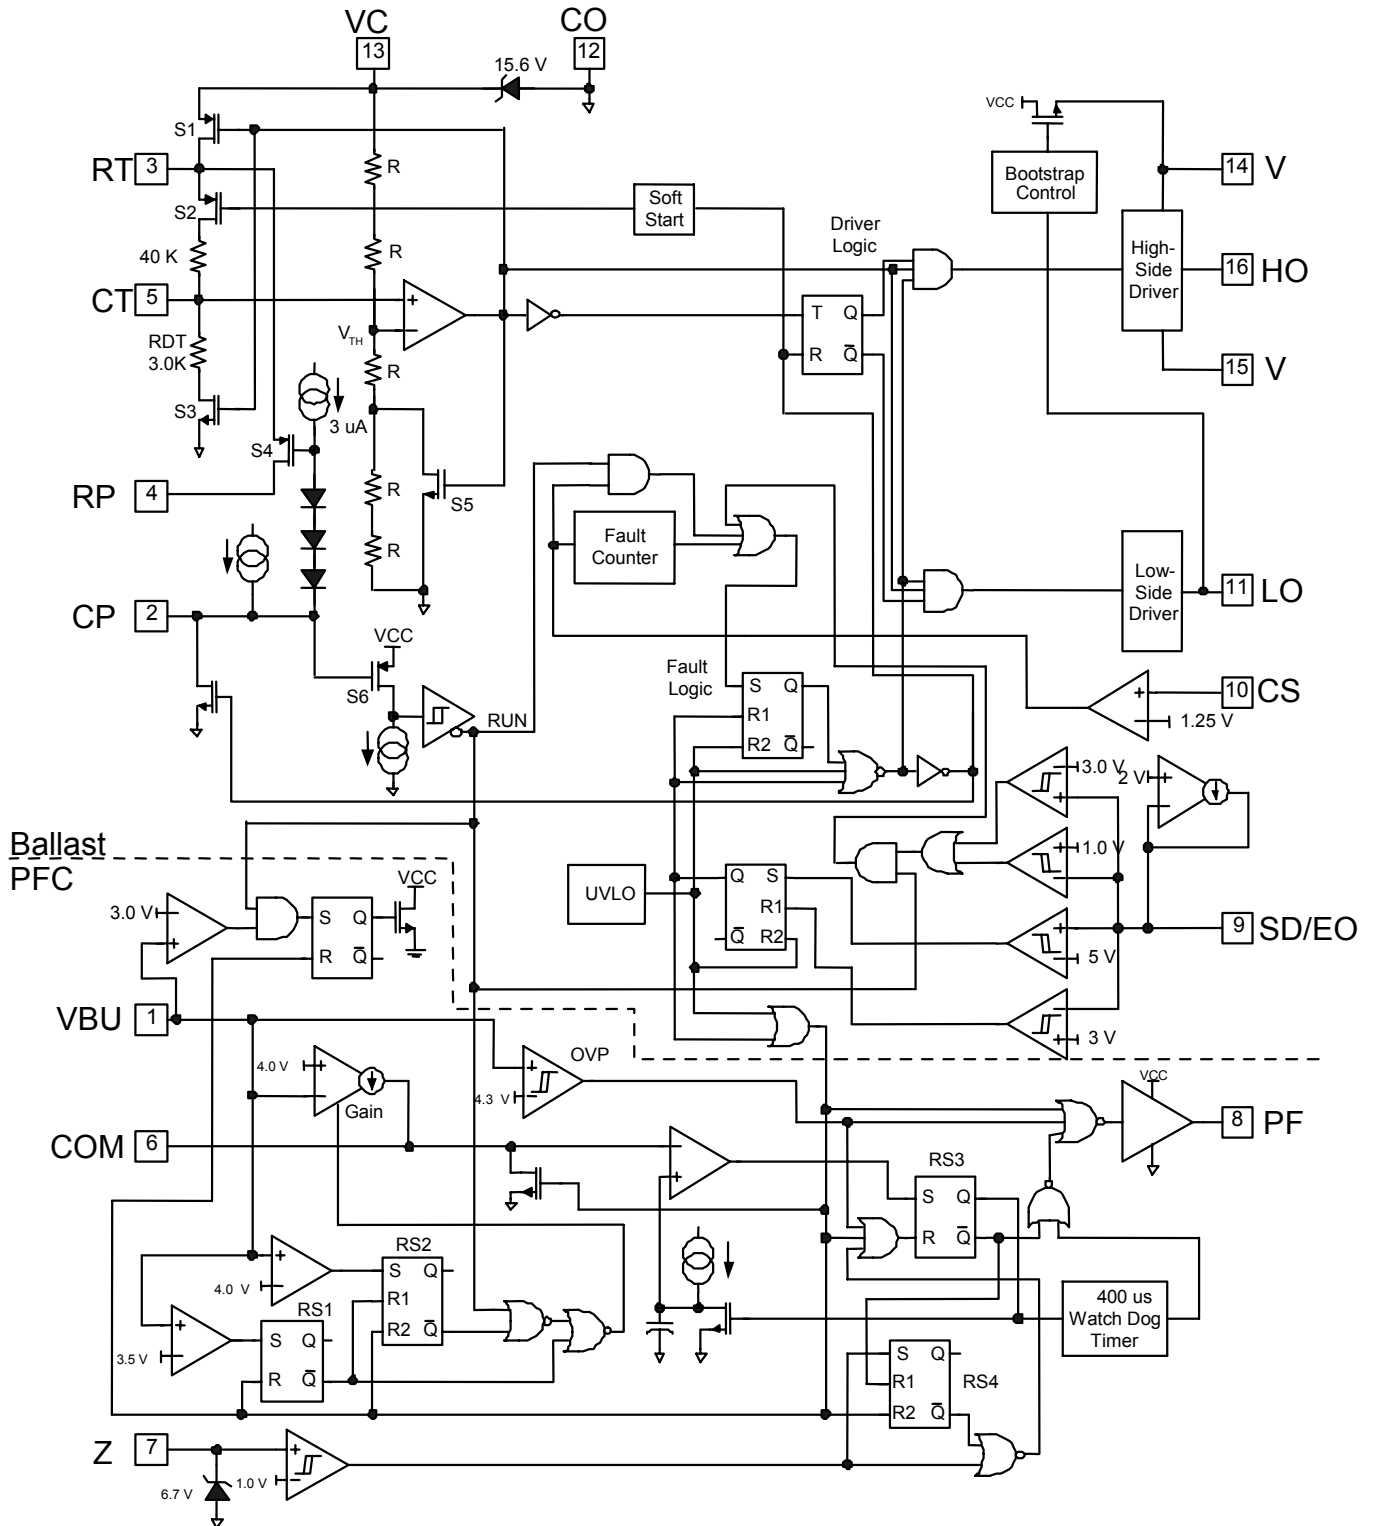 VC
CO
13
12
15.6 V
VCC
S1
R
RT
3
Bootstrap
Control
14
V
S2
Soft
Start
Driver
Logic
40 K
R
High-
Side
Driver
16
HO
CT
5
+
T
Q
V
TH
−
RDT
3.0K
R
R
Q̅
15
V
S3
3 uA
S4
RP
4
R
S5
Fault
Counter
R
Low-
Side
Driver
11
LO
CP
2
VCC
S6
RUN
Fault
Logic
S
Q
R1
R2
Q̅
+
10
CS
1.25 V
3.0 V
+
2 V
+
−
1.0 V
−
Ballast
PFC
UVLO
Q
S
R1
Q̅
R2
VCC
3.0 V
+
S
Q
R
Q̅
+
5 V
9
SD/EO
−
+
3 V
VBU
1
OVP
4.0 V
+
−
Gain
+
4.3 V
−
VCC
COM
6
−
+
8
PF
RS3
S
Q
R
Q̅
RS2
+
4.0 V
S
Q
R1
R2
Q̅
RS1
+
3.5 V
S
Q
R
Q̅
400 us
Watch Dog
Timer
S
Q
R1
RS4
R2
Q̅
Z
7
+
1.0 V
−
6.7 V